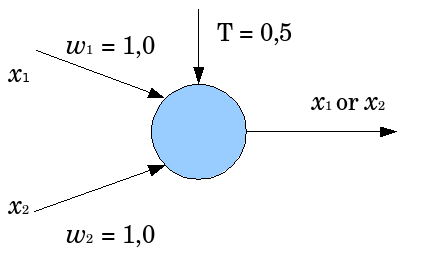 w₁ = 1,0
T = 0,5
x₁
x₁ or x₂
x₂
w₂ = 1,0